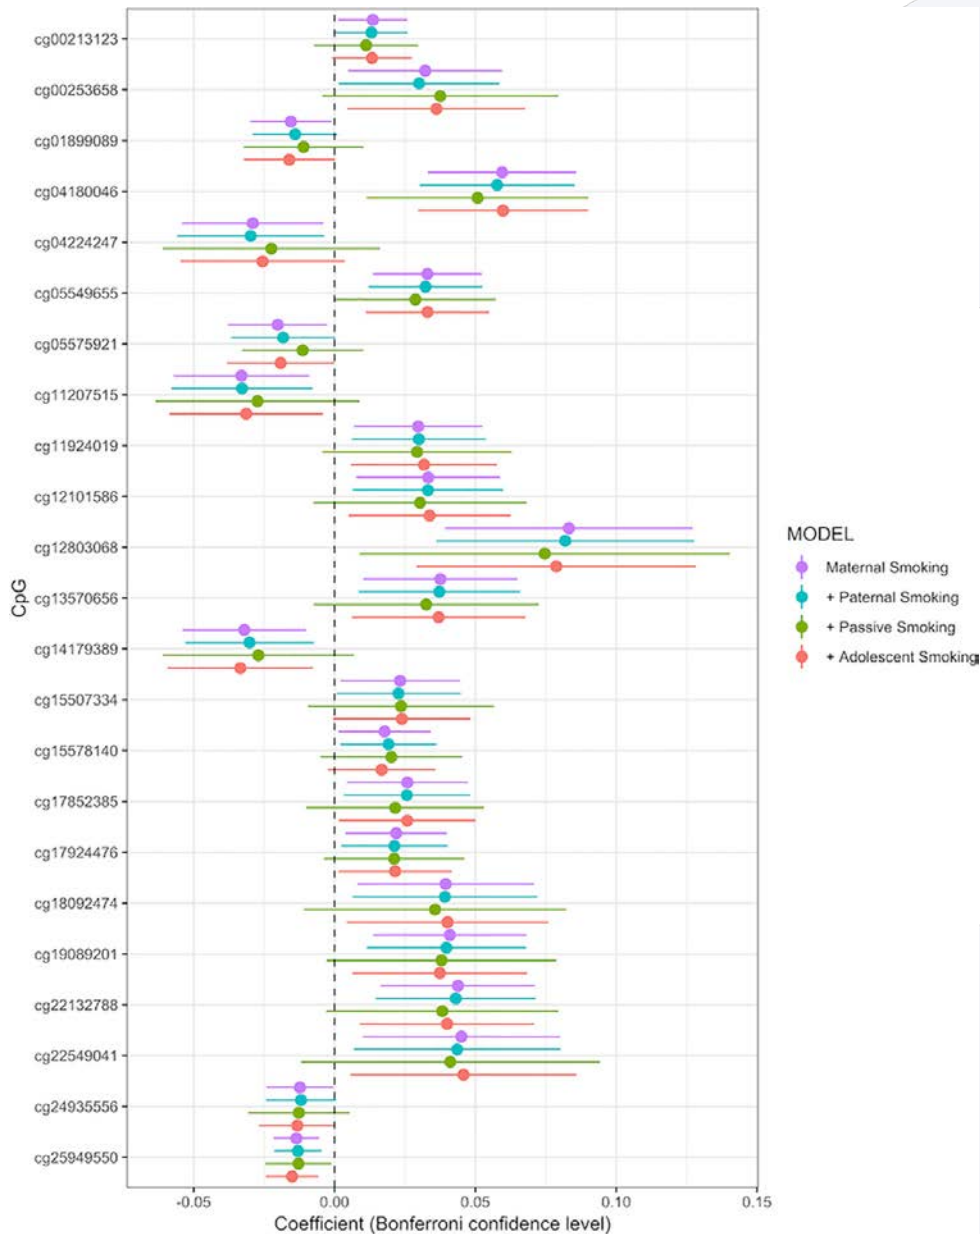 CpG
cg00213123
cg00253658
cg01899089
cg04180046
cg04224247
cg05549655
cg05575921
cg11207515
cg11924019
cg12101586
cg12803068
cg13570656
cg14179389
cg15507334
cg15578140
cg17852385
cg17924476
cg18092474
cg19089201
cg22132788
cg22549041
cg24935556
cg25949550
-0.05 0.00 0.05 0.10 0.15
Coefficient (Bonferroni confidence level)
MODEL
Maternal Smoking
+ Paternal Smoking
+ Passive Smoking
+ Adolescent Smoking